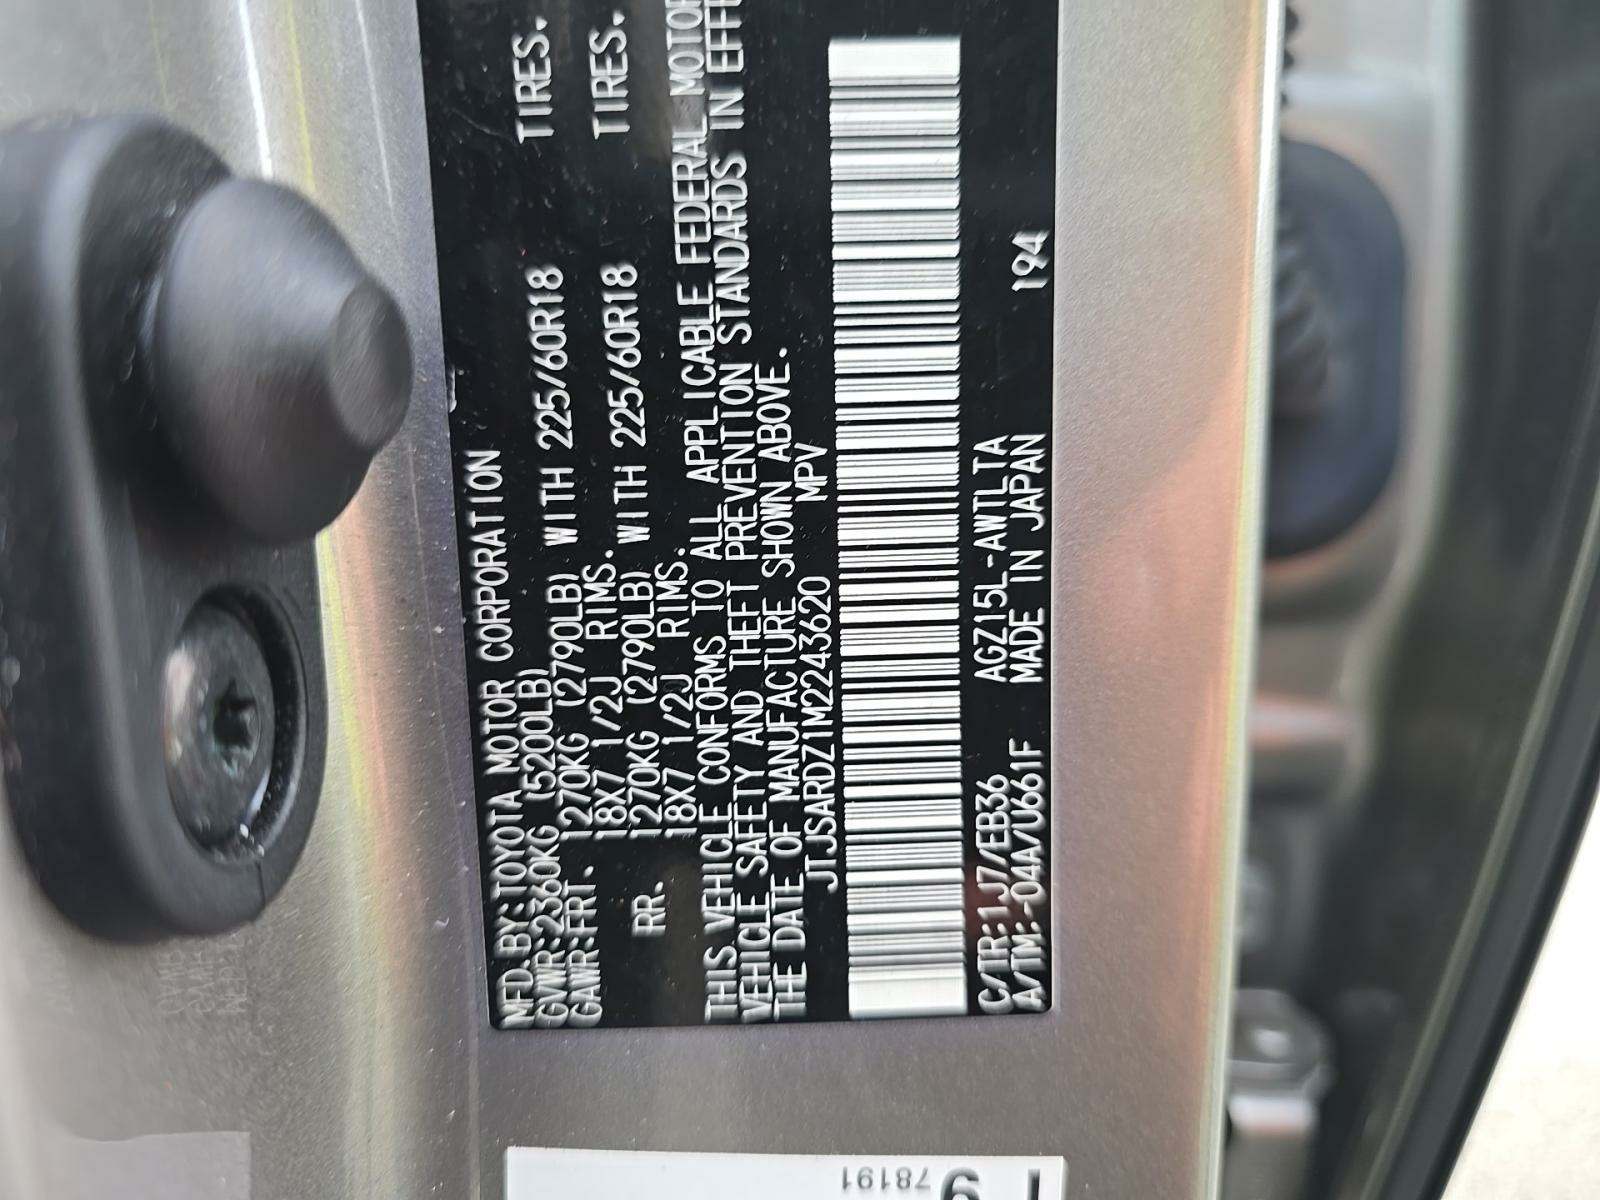 MFD.BY:TOYOTA MOTOR CORPORATION
GVWR:2360KG (5200LB)
GAWR:FRT. 1270KG (2790LB) WITH 225/60R18 TIRES.
18X7 1/2J RIMS.
RR. 1270KG (2790LB) WITH 225/60R18 TIRES.
18X7 1/2J RIMS.
THIS VEHICLE CONFORMS TO ALL APPLICABLE FEDERAL MOTOR
VEHICLE SAFETY AND THEFT PREVENTION STANDARDS IN
THE DATE OF MANUFACTURE SHOWN ABOVE.
JTJSARDZ1M2243620 MPV
C/TR:1J7/EB36 AGZ15L-AWTLTA
A/TM:-04A/U661F MADE IN JAPAN 194
78191